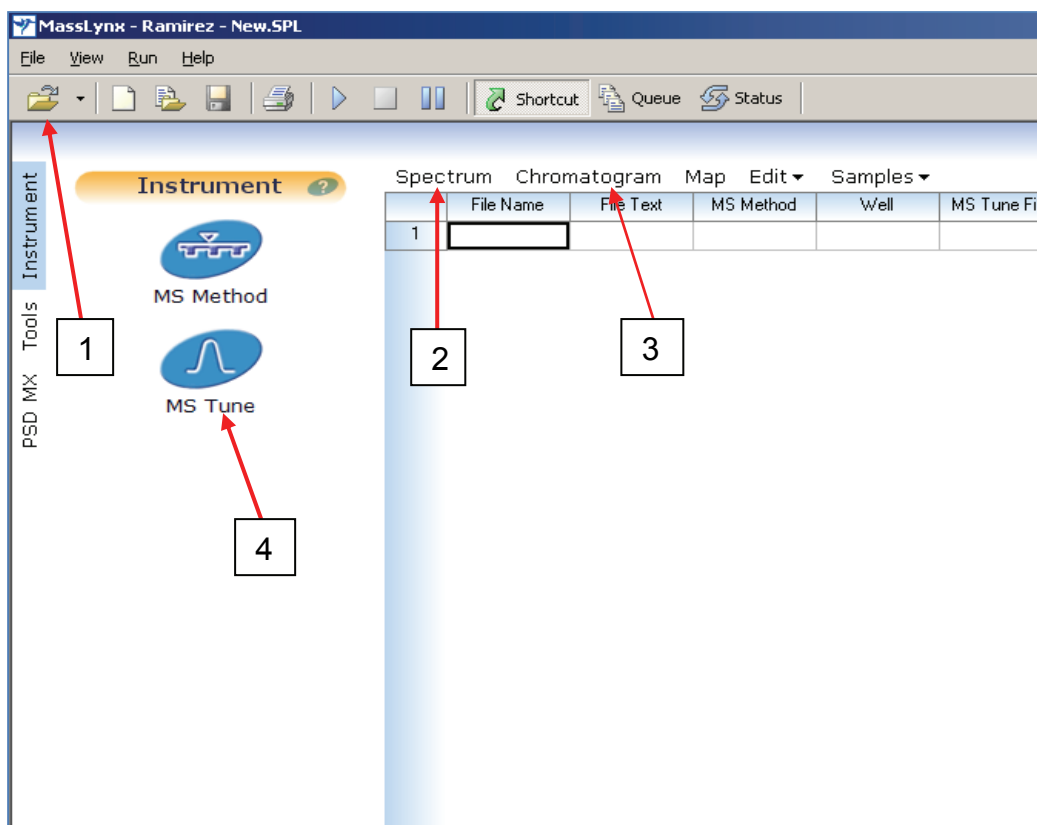 MassLynx - Ramirez - New.SPL
File View Run Help
Shortcut Queue Status
Instrument
Tools
PSD MX
Instrument ?
MS Method
MS Tune
Spectrum Chromatogram Map Edit Samples
File Name File Text MS Method Well MS Tune Fi
1
1
2
3
4